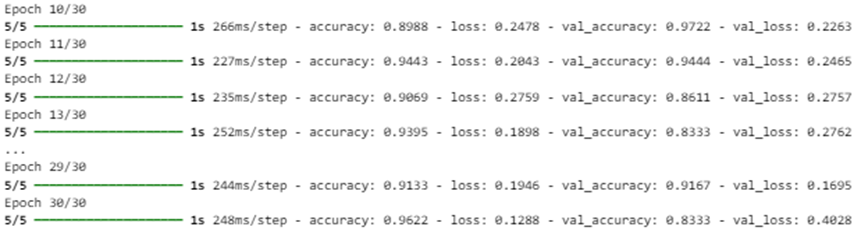 Epoch 10/30
5/5 ━━━━━━━━━━━━━━━━━━━━ 1s 266ms/step - accuracy: 0.8988 - loss: 0.2478 - val_accuracy: 0.9722 - val_loss: 0.2263
Epoch 11/30
5/5 ━━━━━━━━━━━━━━━━━━━━ 1s 227ms/step - accuracy: 0.9443 - loss: 0.2043 - val_accuracy: 0.9444 - val_loss: 0.2465
Epoch 12/30
5/5 ━━━━━━━━━━━━━━━━━━━━ 1s 235ms/step - accuracy: 0.9069 - loss: 0.2759 - val_accuracy: 0.8611 - val_loss: 0.2757
Epoch 13/30
5/5 ━━━━━━━━━━━━━━━━━━━━ 1s 252ms/step - accuracy: 0.9395 - loss: 0.1898 - val_accuracy: 0.8333 - val_loss: 0.2762
...
Epoch 29/30
5/5 ━━━━━━━━━━━━━━━━━━━━ 1s 244ms/step - accuracy: 0.9133 - loss: 0.1946 - val_accuracy: 0.9167 - val_loss: 0.1695
Epoch 30/30
5/5 ━━━━━━━━━━━━━━━━━━━━ 1s 248ms/step - accuracy: 0.9622 - loss: 0.1288 - val_accuracy: 0.8333 - val_loss: 0.4028